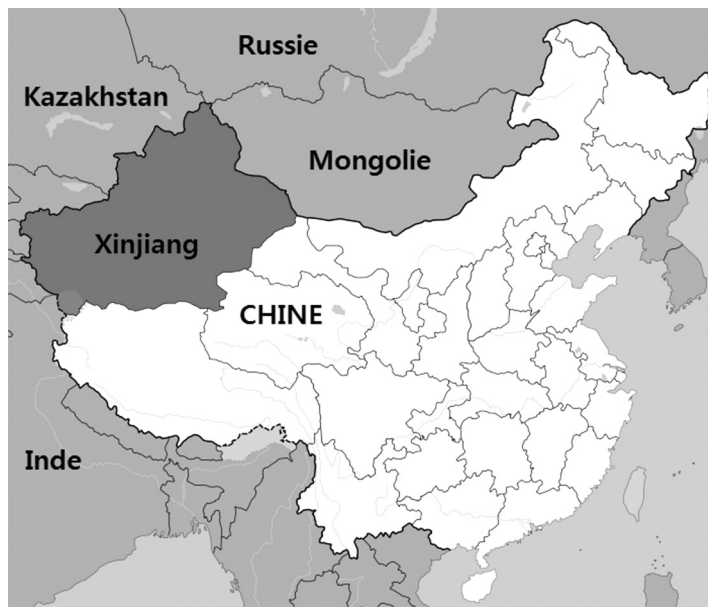 Russie
Kazakhstan
Mongolie
Xinjiang
CHINE
Inde